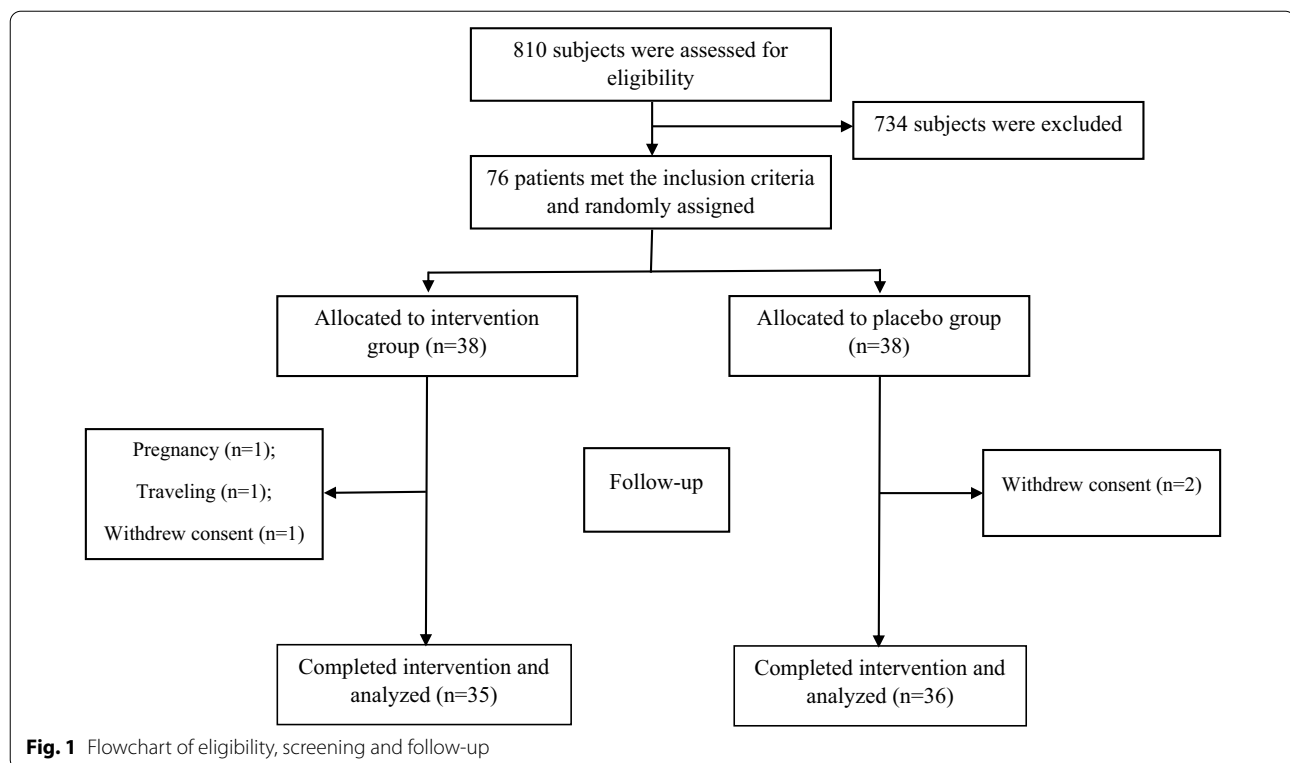 810 subjects were assessed for
eligibility
734 subjects were excluded
76 patients met the inclusion criteria
and randomly assigned
Allocated to intervention
group (n=38)
Allocated to placebo group
(n=38)
Pregnancy (n=1);
Traveling (n=1);
Withdrew consent (n=1)
Follow-up
Withdrew consent (n=2)
Completed intervention and
analyzed (n=35)
Completed intervention and
analyzed (n=36)
Fig. 1 Flowchart of eligibility, screening and follow-up